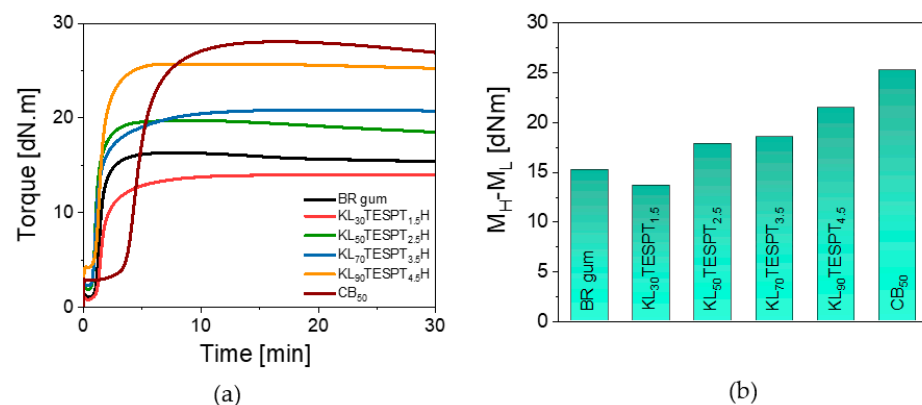 (a)
30
20
10
0
Torque [dN.m]
BR gum
KL₃₀TESPT₁.₅H
KL₅₀TESPT₂.₅H
KL₇₀TESPT₃.₅H
KL₉₀TESPT₄.₅H
CB₅₀
0 10 20 30
Time [min]
(a)
b)
30
25
20
15
10
5
0
M_H-M_L [dNm]
BR gum
KL₃₀TESPT₁.₅
KL₅₀TESPT₂.₅
KL₇₀TESPT₃.₅
KL₉₀TESPT₄.₅
CB₅₀
(b)